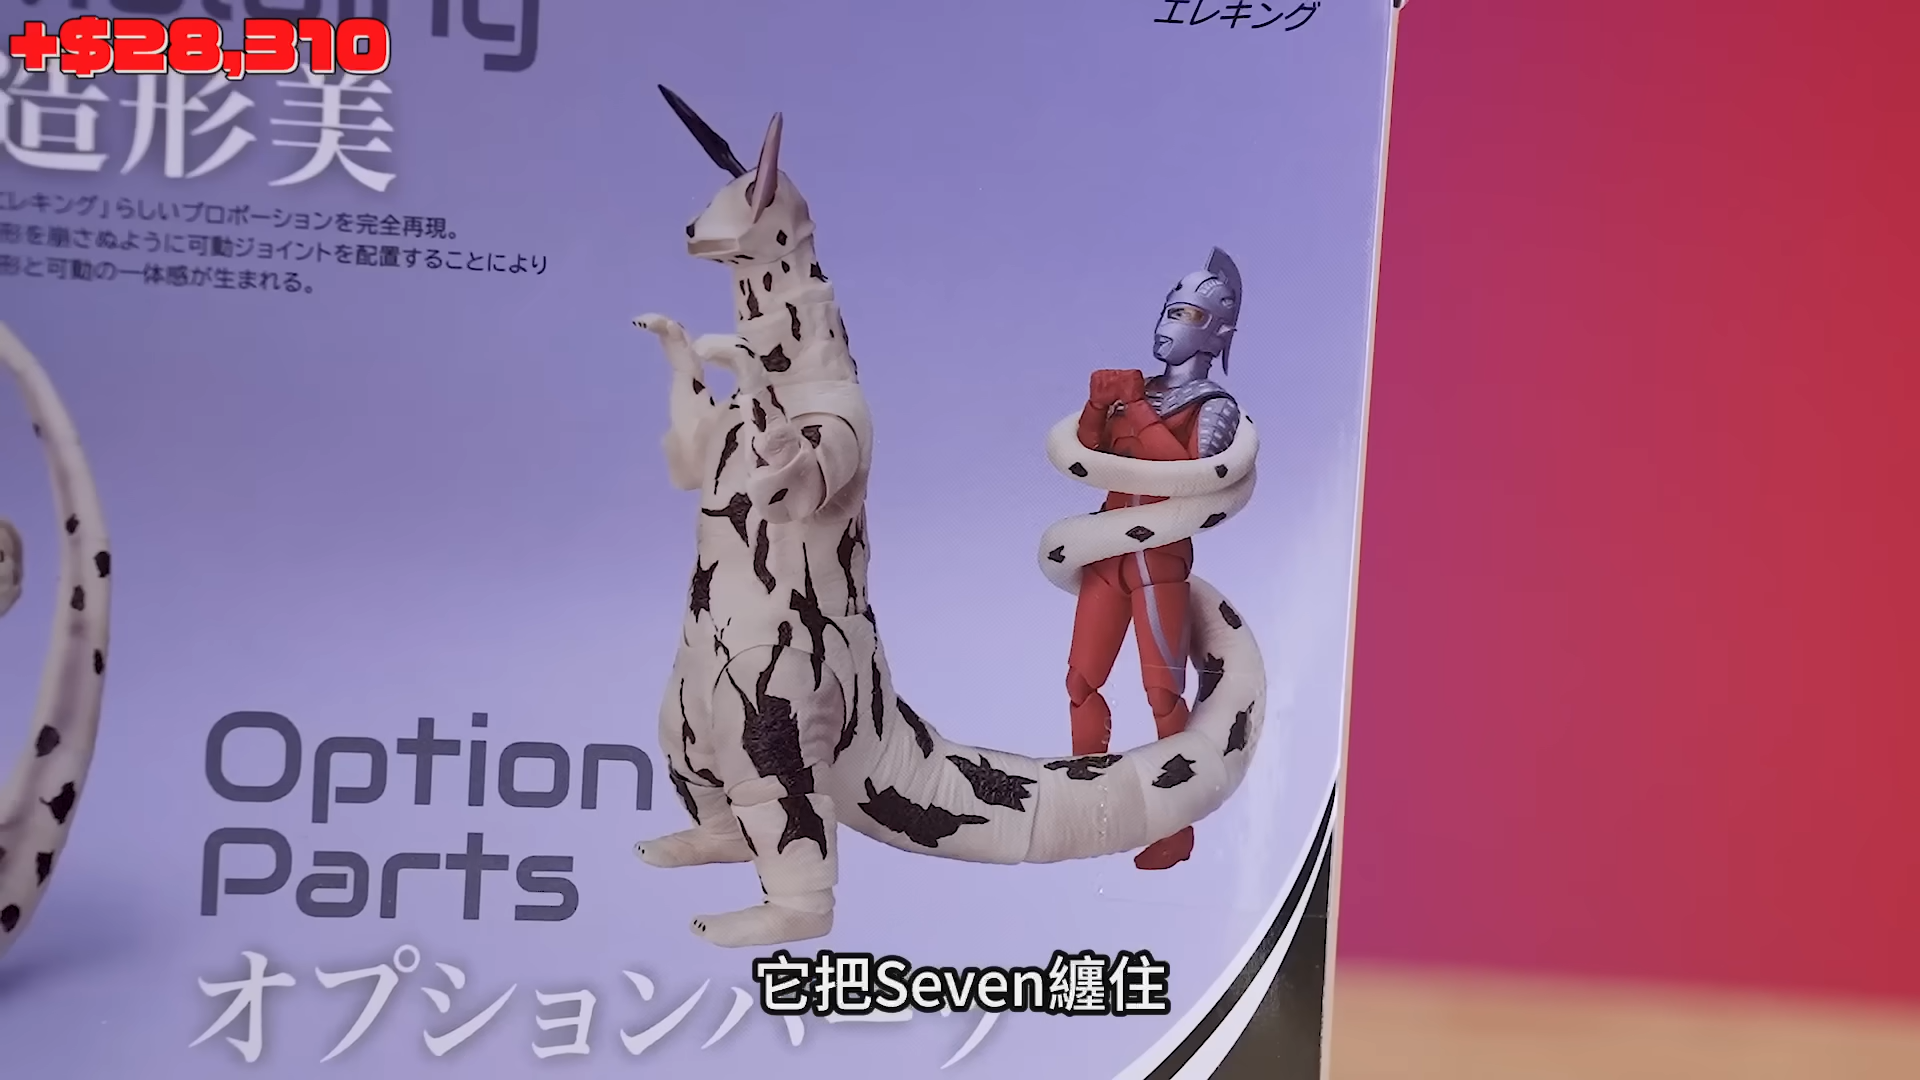 +$28,310
エレキング
造形美
エレキング」らしいプロポーションを完全再現。
形を崩さぬように可動ジョイントを配置することにより
形と可動の一体感が生まれる。
Option
Parts
オプションパーツ
它把Seven纏住